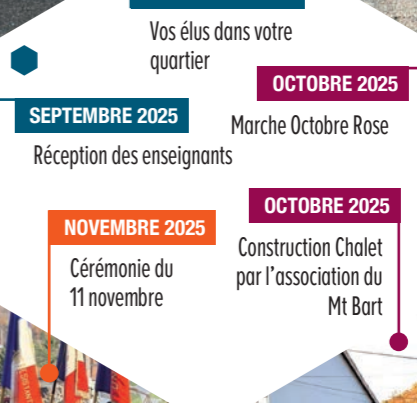 Vos élus dans votre
quartier
OCTOBRE 2025
Marche Octobre Rose
SEPTEMBRE 2025
Réception des enseignants
OCTOBRE 2025
Construction Chalet
par l'association du
Mt Bart
NOVEMBRE 2025
Cérémonie du
11 novembre